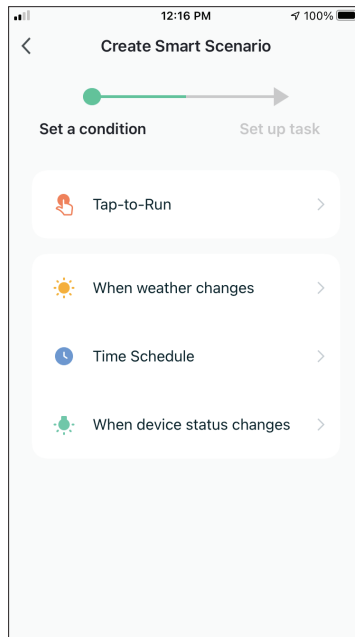 12:16 PM
100%
Create Smart Scenario
Set a condition
Set up task
Tap-to-Run
When weather changes
Time Schedule
When device status changes